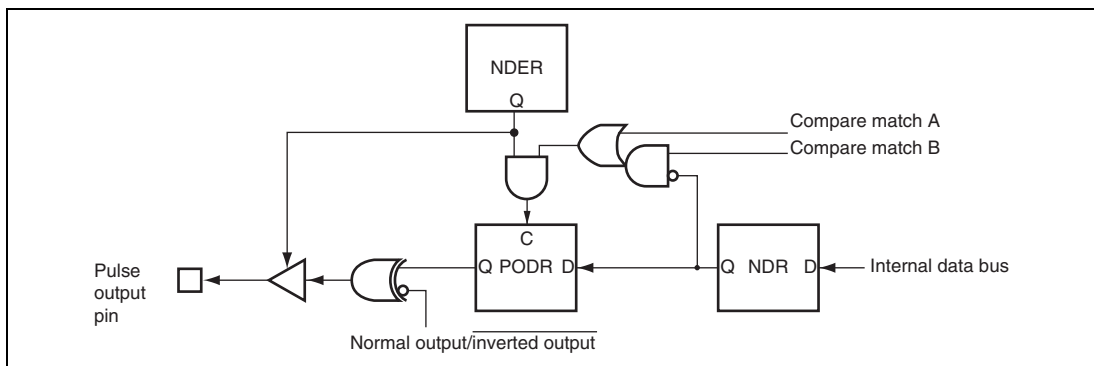 NDER
Q
Compare match A
Compare match B
C
Q PODR D
Q NDR D
Internal data bus
Pulse
output
pin
Normal output/inverted output